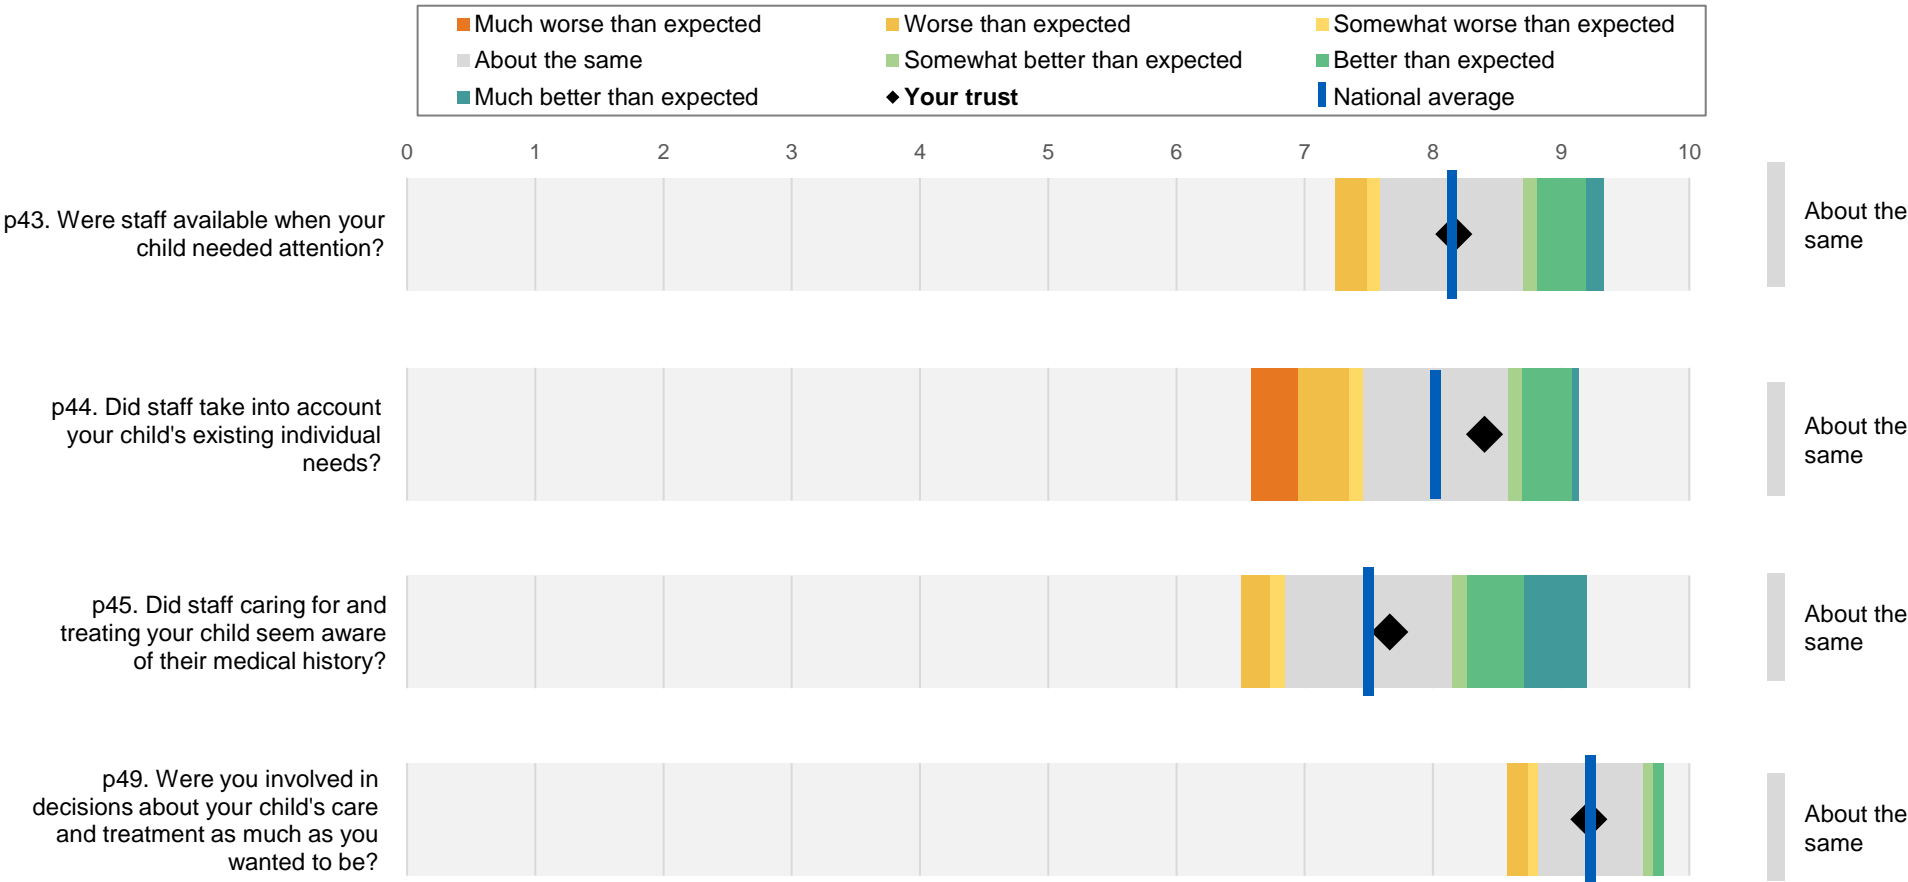 Much worse than expected
Worse than expected
Somewhat worse than expected
About the same
Somewhat better than expected
Better than expected
Much better than expected
Your trust
National average
0 1 2 3 4 5 6 7 8 9 10
p43. Were staff available when your
child needed attention?
About the
same
p44. Did staff take into account
your child's existing individual
needs?
About the
same
p45. Did staff caring for and
treating your child seem aware
of their medical history?
About the
same
p49. Were you involved in
decisions about your child's care
and treatment as much as you
wanted to be?
About the
same